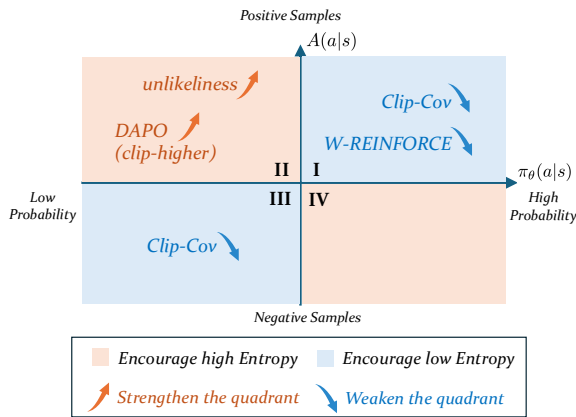 Positive Samples
A(a|s)
unlikeliness
Clip-Cov
DAPO
(clip-higher)
W-REINFORCE
II I
Low
Probability
π_θ(a|s)
High
Probability
III IV
Clip-Cov
Negative Samples
Encourage high Entropy
Encourage low Entropy
Strengthen the quadrant
Weaken the quadrant